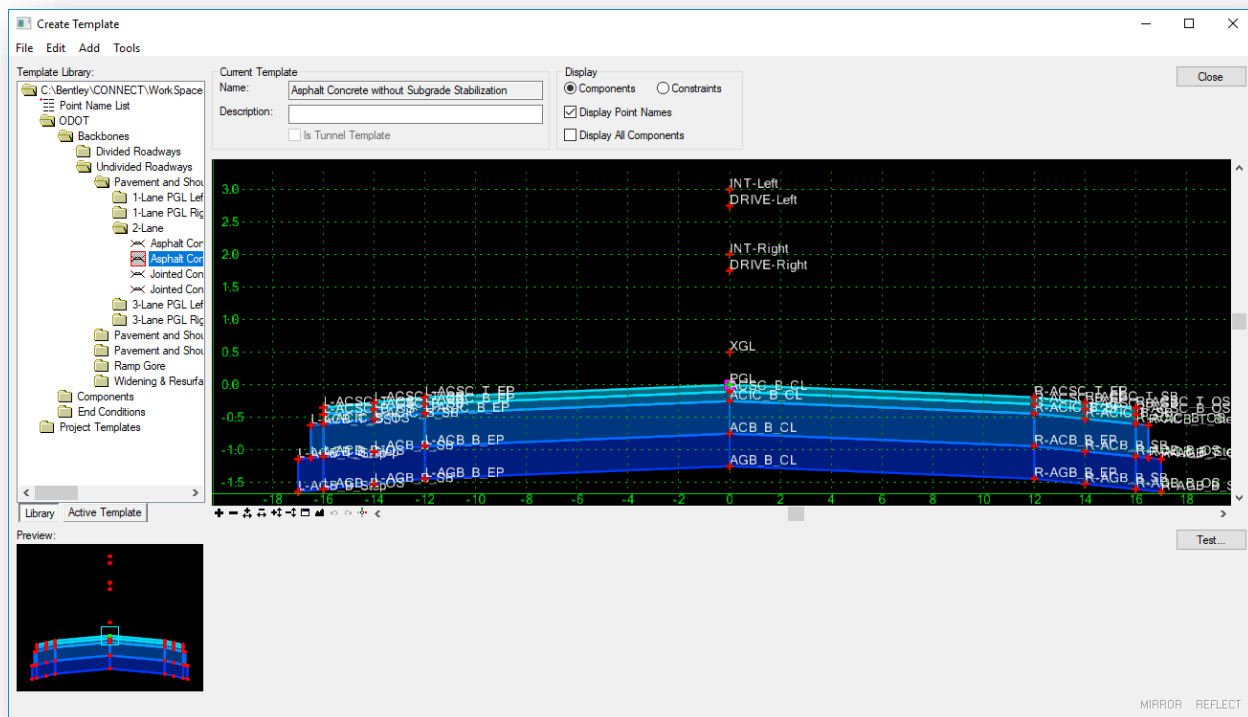 Create Template
File Edit Add Tools
Template Library:
C:\Bentley\CONNECT\WorkSpace
Point Name List
ODOT
Backbones
Divided Roadways
Undivided Roadways
Pavement and Shou
1-Lane PGL Lef
1-Lane PGL Rig
2-Lane
Asphalt Con
Asphalt Con
Jointed Con
Jointed Con
3-Lane PGL Lef
3-Lane PGL Rig
Pavement and Shou
Pavement and Shou
Ramp Gore
Widening & Resurfa
Components
End Conditions
Project Templates
Library Active Template
Current Template
Name: Asphalt Concrete without Subgrade Stabilization
Description:
Is Tunnel Template
Display
Components Constraints
Display Point Names
Display All Components
Close
3.0
2.5
2.0
1.5
1.0
0.5
0.0
-0.5
-1.0
-1.5
INT-Left
DRIVE-Left
INT-Right
DRIVE-Right
XGL
PGL
ACSC_B_CL
ACIC_B_CL
ACB_B_CL
AGB_B_CL
L-ACSC_T_EP
R-ACSC_T_EP
L-ACB_B_EP
R-ACB_B_EP
R-ACB_B_SB
L-AGB_B_EP
R-AGB_B_EP
R-AGB_B_SB
-18 -16 -14 -12 -10 -8 -6 -4 -2 0 2 4 6 8 10 12 14 16 18
Preview:
Test...
MIRROR REFLECT